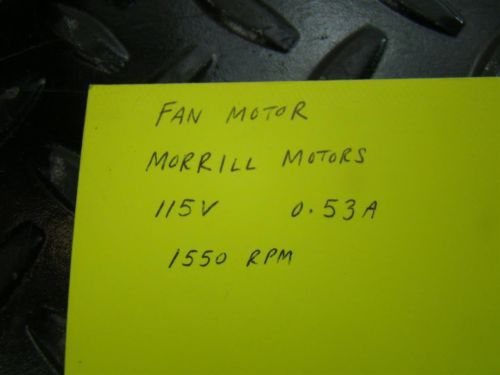 FAN MOTOR
MORRILL MOTORS
115V 0.53A
1550 RPM